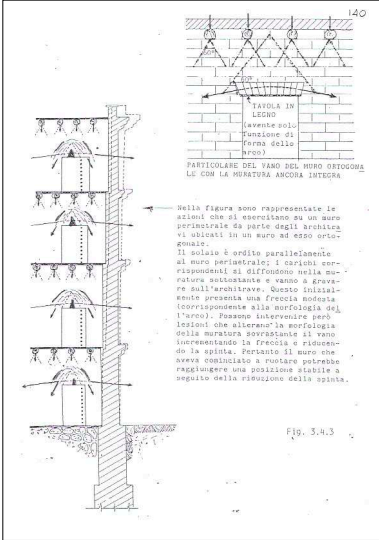 140
60°
60°
TAVOLA IN
LEGNO
(avente solo
funzione di
forma dello
arco)
PARTICOLARE DEL VANO DEL MURO ORTOGONA
LE CON LA MURATURA ANCORA INTEGRA
Nella figura sono rappresentate le
azioni che si esercitano su un muro
perimetrale da parte degli archітra
vi ubicati in un muro ad esso orto-
gonale.
Il solaio è ordito parallelamente
al muro perimetrale; i carichi cor-
rispondenti si diffondono nella mu-
ratura sottostante e vanno a grava-
re sull'architrave. Questo inizial-
mente presenta una freccia modesta
(corrispondente alla morfologia del
l'arco). Possono intervenire però
lesioni che alterano la morfologia
della muratura sovrastante il vano
incrementando la freccia e riducen-
do la spinta. Pertanto il muro che
aveva cominciato a ruotare potrebbe
raggiungere una posizione stabile a
seguito della riduzione della spinta.
Fig. 3.4.3